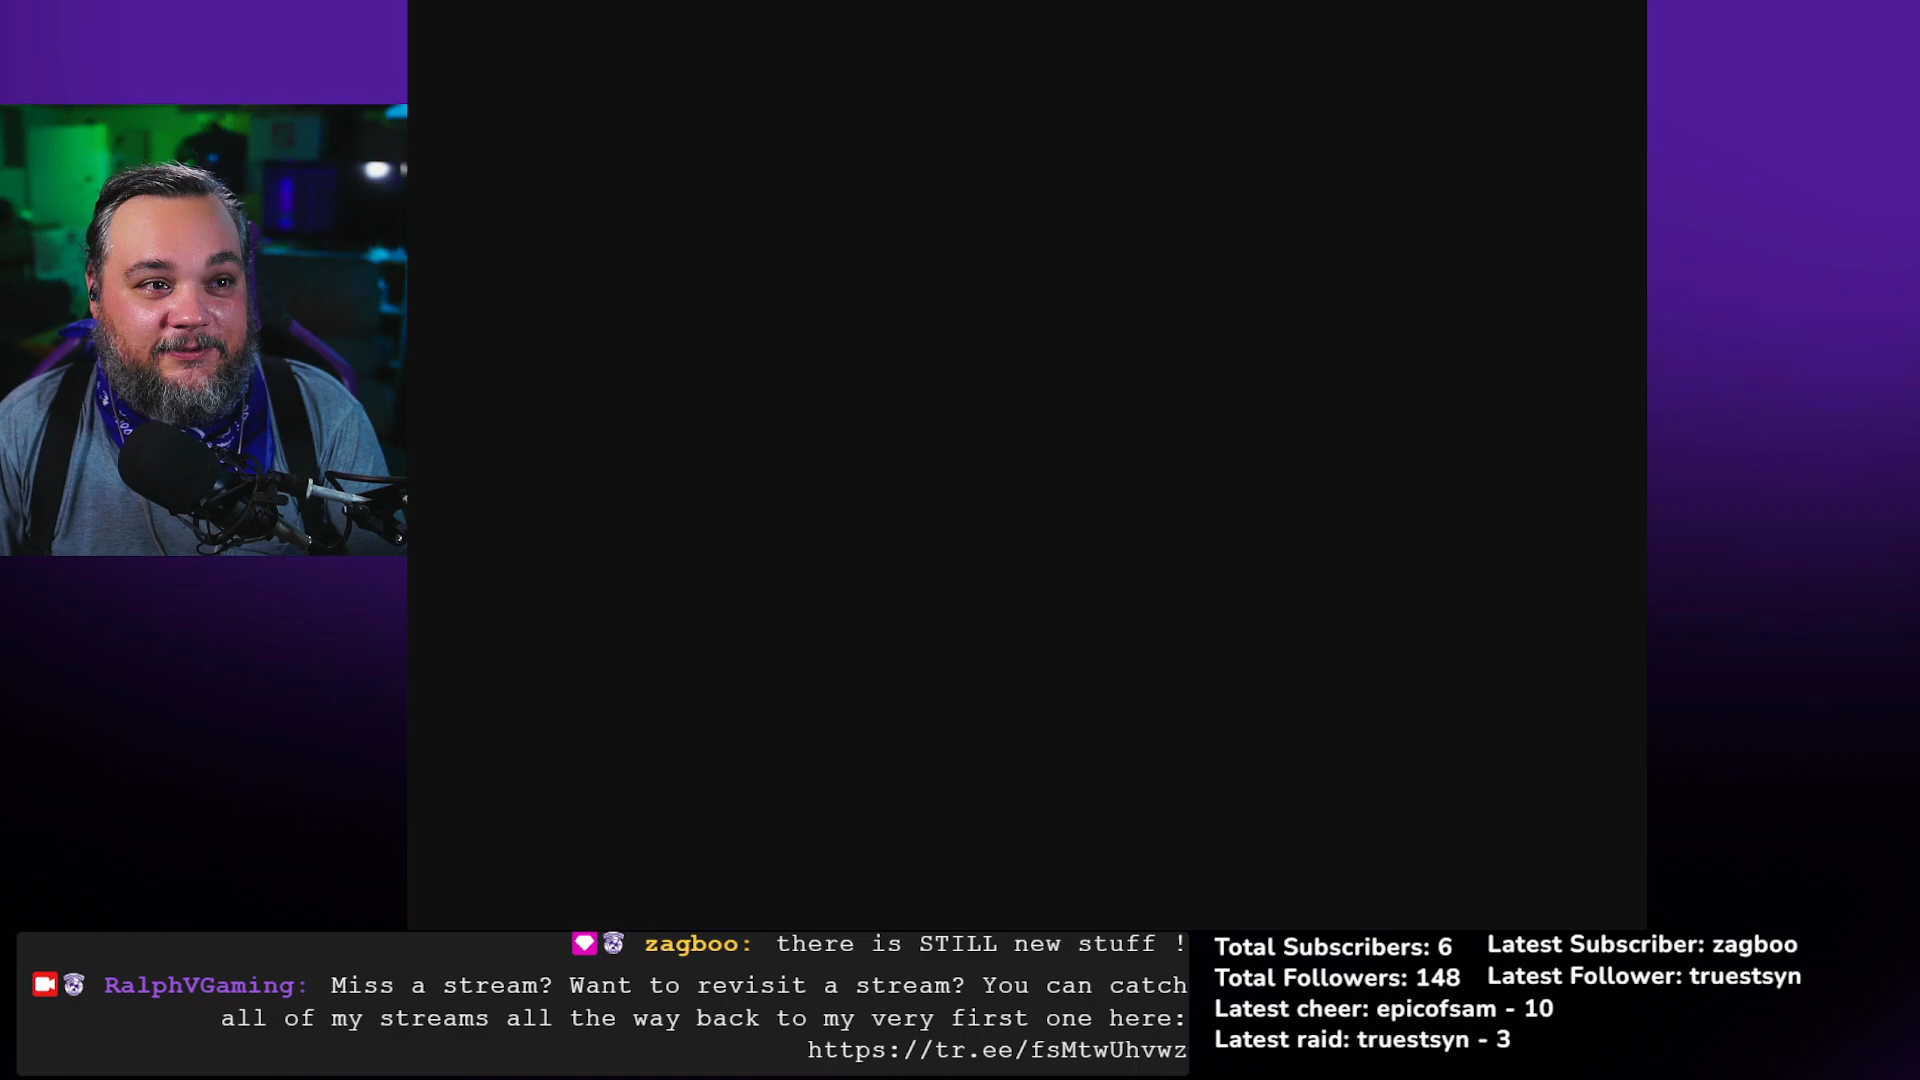 zagboo: there is STILL new stuff !
RalphVGaming: Miss a stream? Want to revisit a stream? You can catch
all of my streams all the way back to my very first one here:
https://tr.ee/fsMtwUhvwz
Total Subscribers: 6
Total Followers: 148
Latest cheer: epicofsam - 10
Latest raid: truestsyn - 3
Latest Subscriber: zagboo
Latest Follower: truestsyn